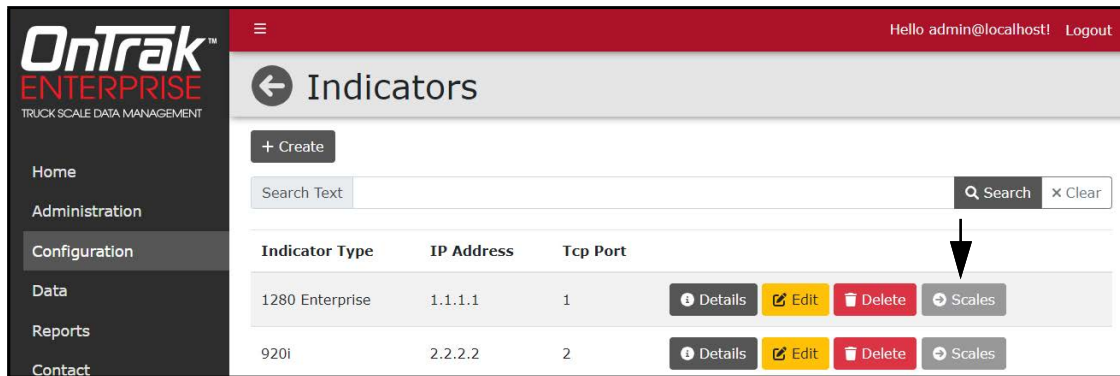 OnTrak™
ENTERPRISE
TRUCK SCALE DATA MANAGEMENT
Home
Administration
Configuration
Data
Reports
Contact
Hello admin@localhost! Logout
Indicators
+ Create
Search Text Search × Clear
Indicator Type IP Address Tcp Port
1280 Enterprise 1.1.1.1 1 Details Edit Delete Scales
920i 2.2.2.2 2 Details Edit Delete Scales